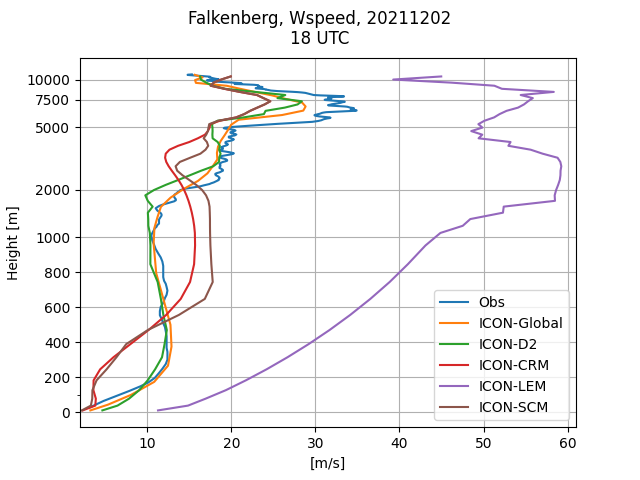 Falkenberg, Wspeed, 20211202
18 UTC
Height [m]
10000
7500
5000
2000
1000
800
600
400
200
0
10 20 30 40 50 60
[m/s]
Obs
ICON-Global
ICON-D2
ICON-CRM
ICON-LEM
ICON-SCM